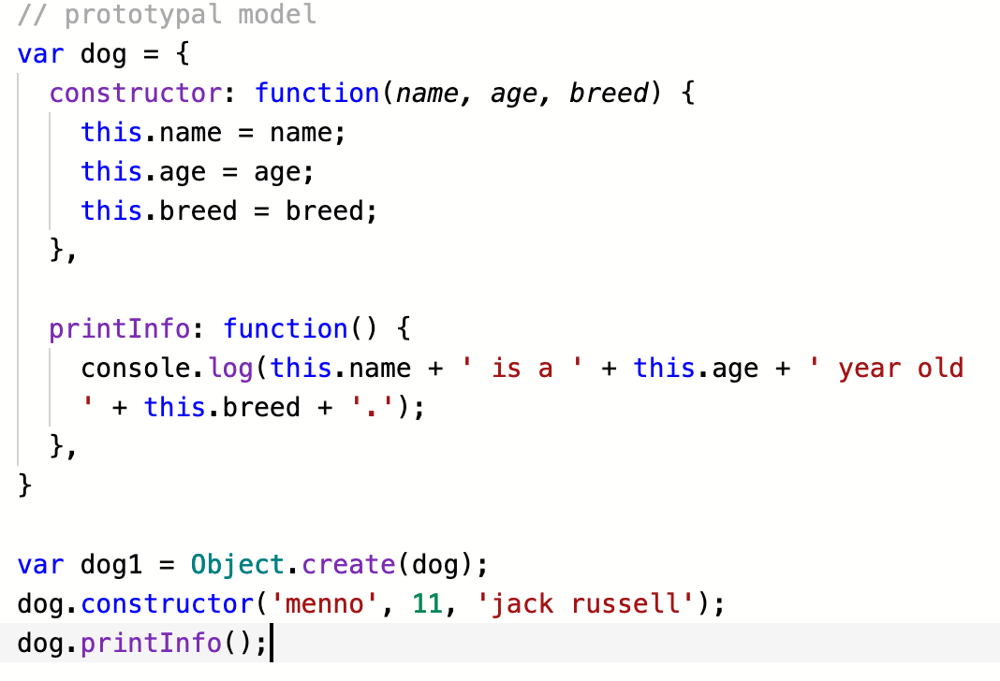 // prototypal model
var dog = {
  constructor: function(name, age, breed) {
    this.name = name;
    this.age = age;
    this.breed = breed;
  },

  printInfo: function() {
    console.log(this.name + ' is a ' + this.age + ' year old
    ' + this.breed + '.');
  },
}

var dog1 = Object.create(dog);
dog.constructor('menno', 11, 'jack russell');
dog.printInfo();